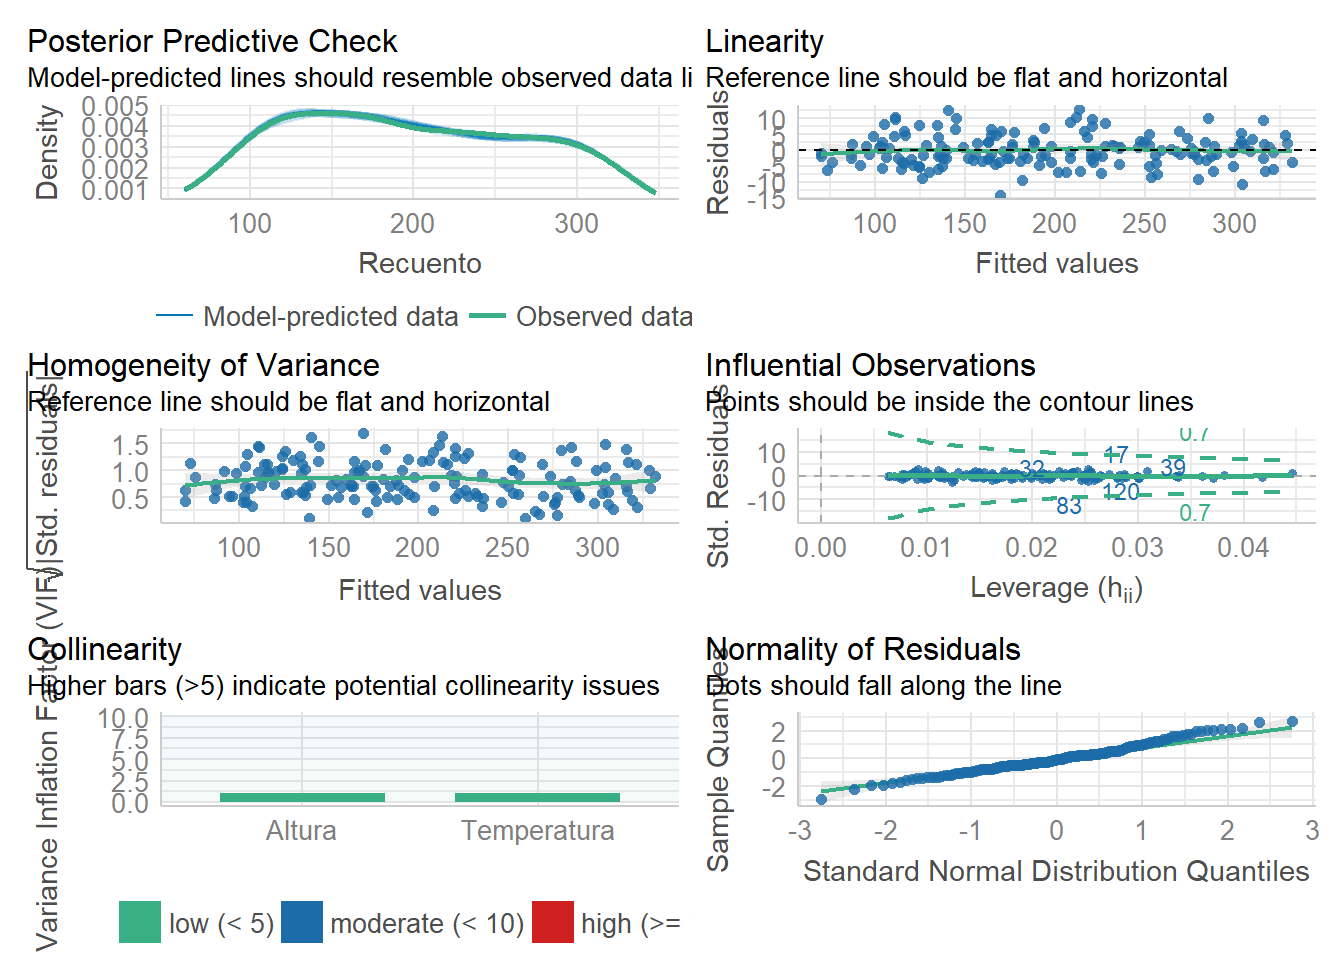 Posterior Predictive Check
Model-predicted lines should resemble observed data li
Density
0.005
0.004
0.003
0.002
0.001
100 200 300
Recuento
Model-predicted data Observed data
Linearity
Reference line should be flat and horizontal
Residuals
10
5
0
-5
-10
-15
100 150 200 250 300
Fitted values
Homogeneity of Variance
Reference line should be flat and horizontal
√|Std. residuals|
1.5
1.0
0.5
100 150 200 250 300
Fitted values
Influential Observations
Points should be inside the contour lines
Std. Residuals
10
0
-10
0.7
17
32
39
120
83
0.7
0.00 0.01 0.02 0.03 0.04
Leverage (hii)
Collinearity
Higher bars (>5) indicate potential collinearity issues
Variance Inflation Factor (VIF)
10.0
7.5
5.0
2.5
0.0
Altura Temperatura
low (< 5) moderate (< 10) high (>=
Normality of Residuals
Dots should fall along the line
Sample Quantiles
2
0
-2
-3 -2 -1 0 1 2 3
Standard Normal Distribution Quantiles